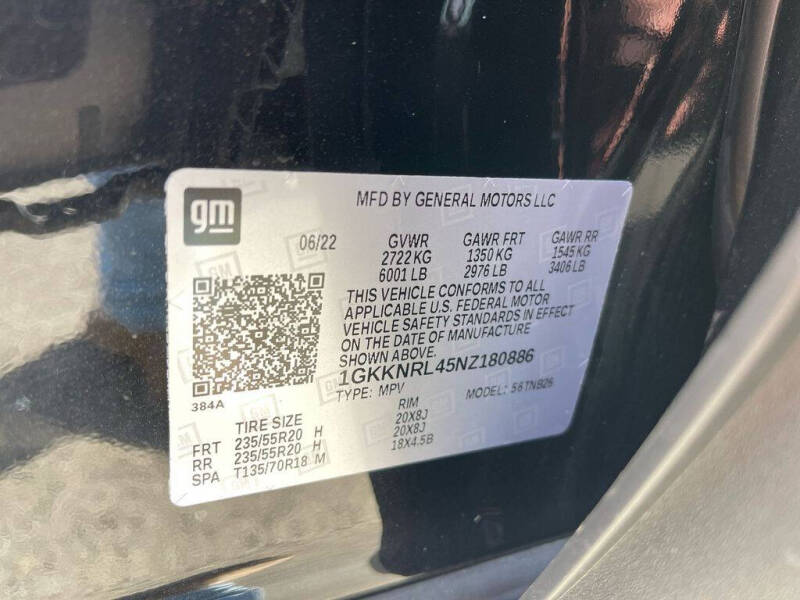 gm
MFD BY GENERAL MOTORS LLC
06/22 GVWR GAWR FRT GAWR RR
2722 KG 1350 KG 1545 KG
6001 LB 2976 LB 3406 LB
THIS VEHICLE CONFORMS TO ALL
APPLICABLE U.S. FEDERAL MOTOR
VEHICLE SAFETY STANDARDS IN EFFECT
ON THE DATE OF MANUFACTURE
SHOWN ABOVE.
1GKKNRL45NZ180886
TYPE: MPV MODEL: 56TNB26
384A
TIRE SIZE RIM
FRT 235/55R20 H 20X8J
RR 235/55R20 H 20X8J
SPA T135/70R18 M 18X4.5B